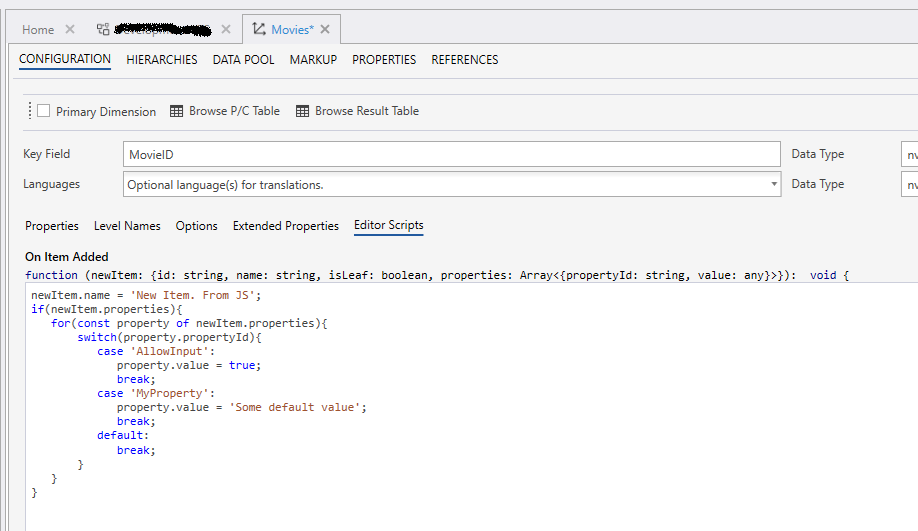 Home
Movies*
CONFIGURATION HIERARCHIES DATA POOL MARKUP PROPERTIES REFERENCES
Primary Dimension Browse P/C Table Browse Result Table
Key Field MovieID Data Type nv
Languages Optional language(s) for translations. Data Type nv
Properties Level Names Options Extended Properties Editor Scripts
On Item Added
function (newItem: {id: string, name: string, isLeaf: boolean, properties: Array<{propertyId: string, value: any}>}): void {
newItem.name = 'New Item. From JS';
if(newItem.properties){
for(const property of newItem.properties){
switch(property.propertyId){
case 'AllowInput':
property.value = true;
break;
case 'MyProperty':
property.value = 'Some default value';
break;
default:
break;
}
}
}